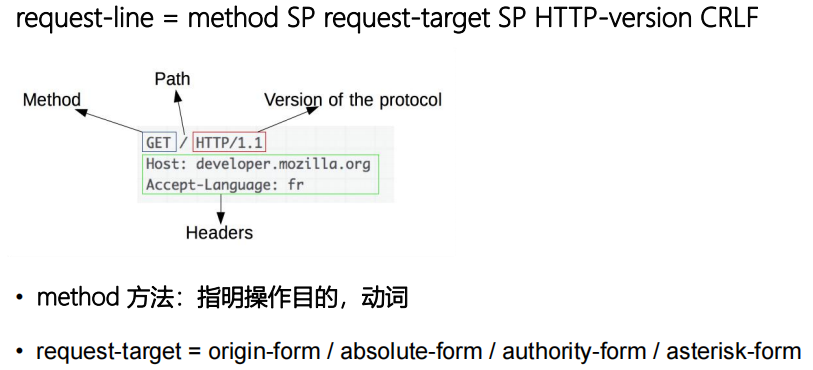 request-line = method SP request-target SP HTTP-version CRLF
Path
Method
Version of the protocol
GET / HTTP/1.1
Host: developer.mozilla.org
Accept-Language: fr
Headers
• method 方法：指明操作目的，动词
• request-target = origin-form / absolute-form / authority-form / asterisk-form